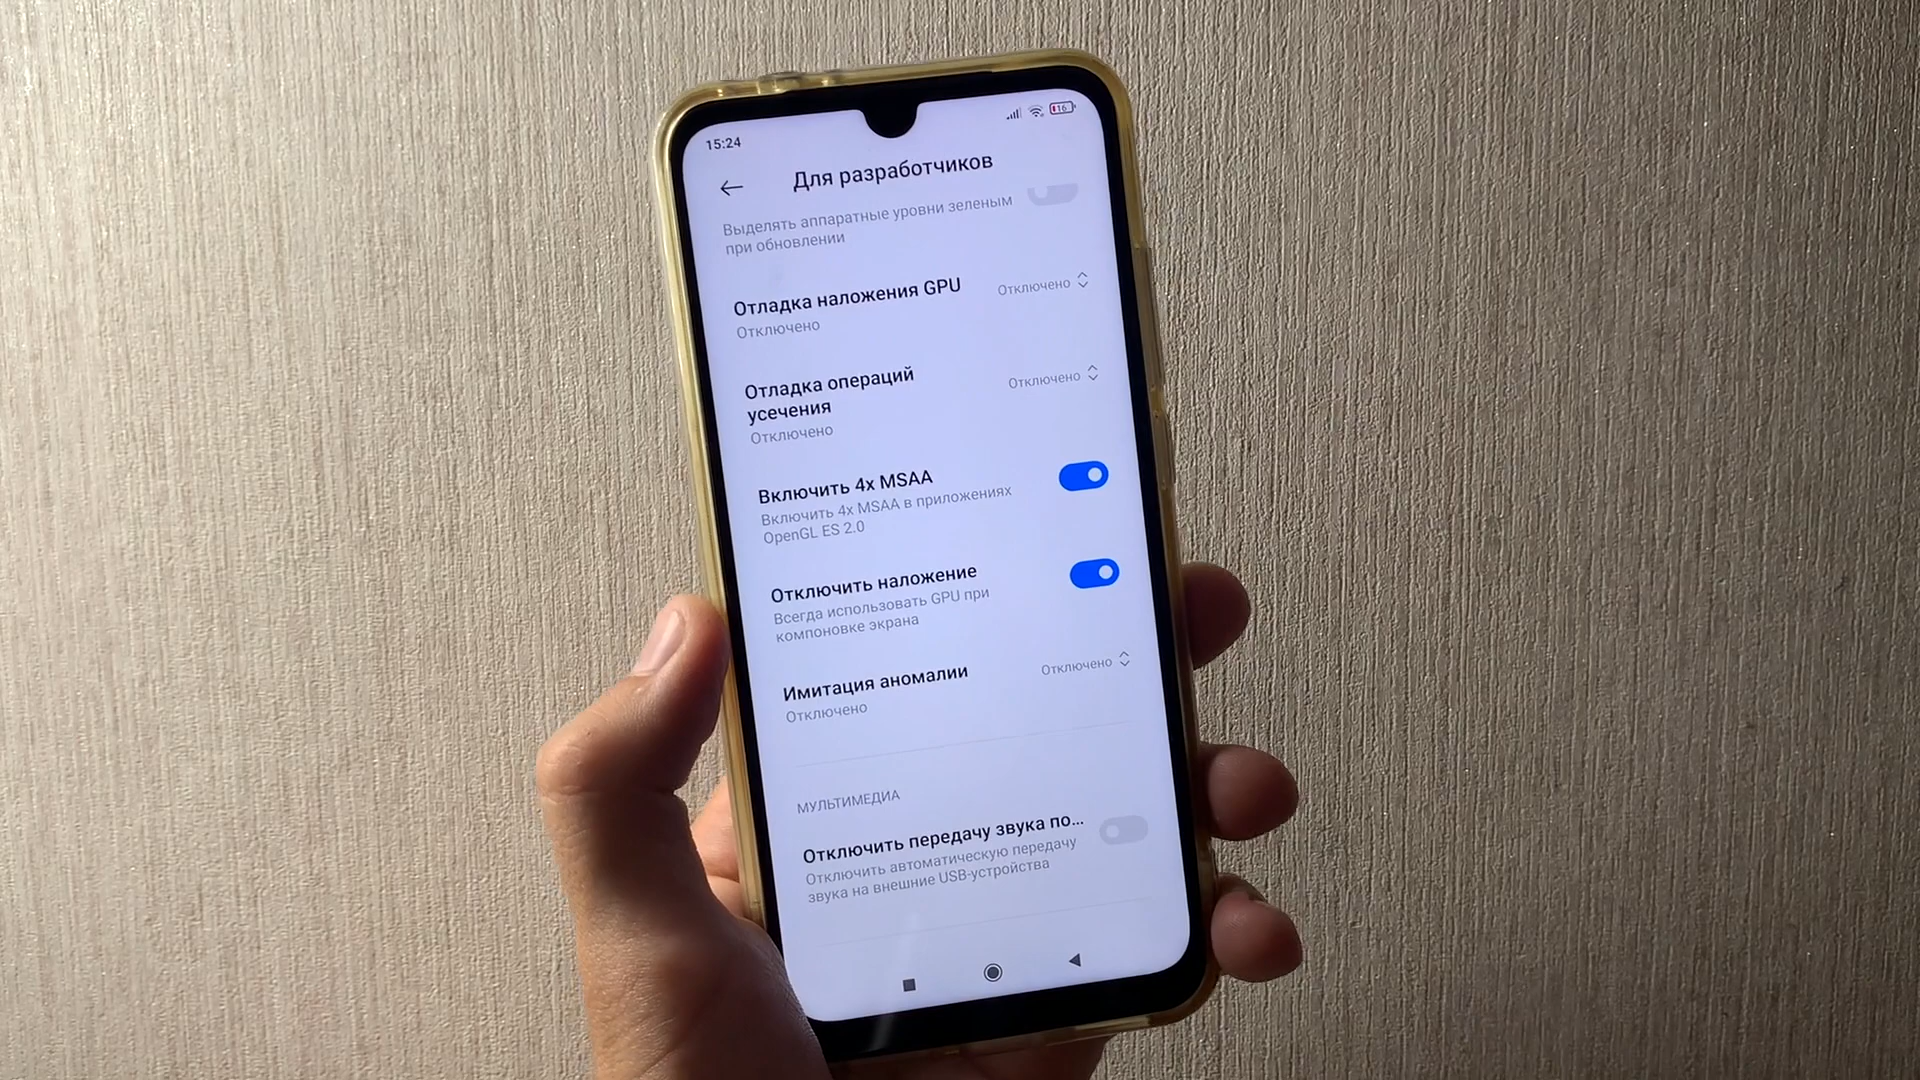 15:24
16
Для разработчиков
Выделять аппаратные уровни зеленым
при обновлении
Отладка наложения GPU
Отключено
Отключено
Отладка операций
усечения
Отключено
Отключено
Включить 4x MSAA
Включить 4x MSAA в приложениях
OpenGL ES 2.0
Отключить наложение
Всегда использовать GPU при
компоновке экрана
Имитация аномалии
Отключено
Отключено
МУЛЬТИМЕДИА
Отключить передачу звука по...
Отключить автоматическую передачу
звука на внешние USB-устройства